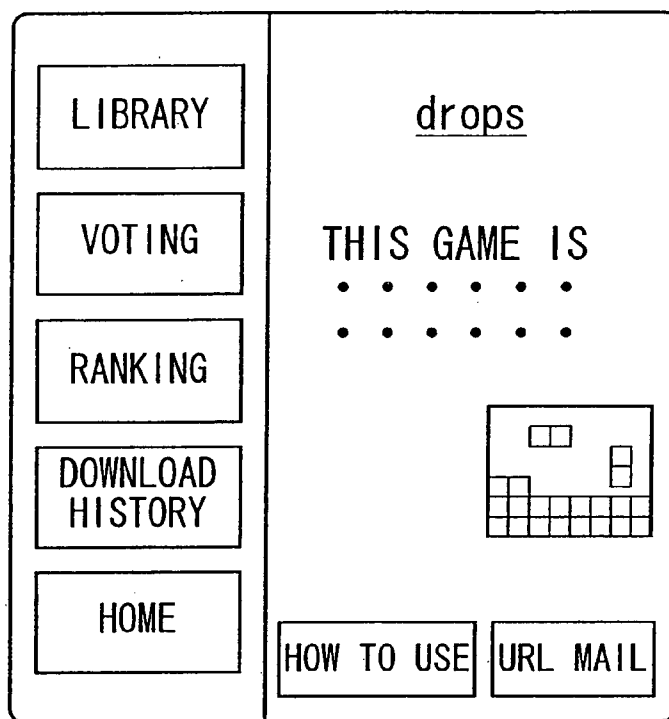 LIBRARY
VOTING
RANKING
DOWNLOAD
HISTORY
HOME
drops
THIS GAME IS
• • • • • •
• • • • • •
HOW TO USE
URL MAIL